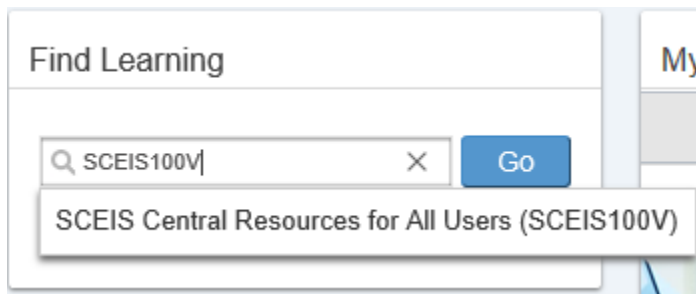 Find Learning
My
SCEIS100V
Go
SCEIS Central Resources for All Users (SCEIS100V)